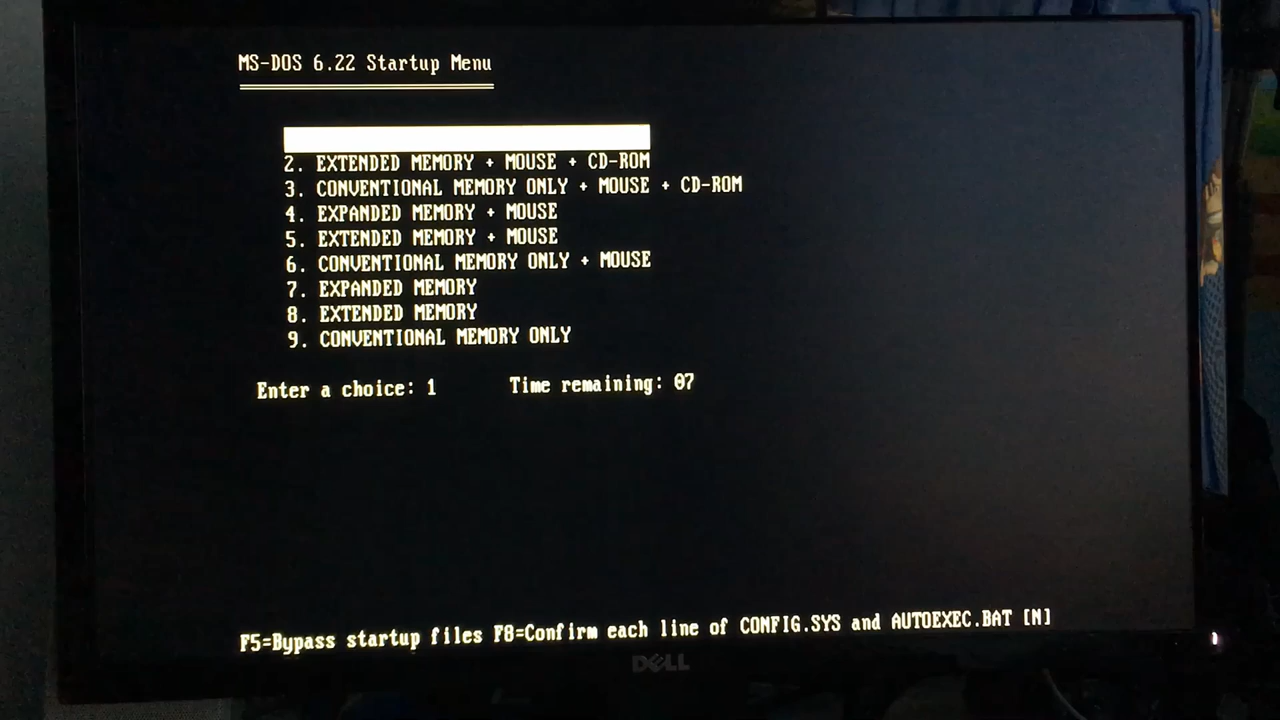 MS-DOS 6.22 Startup Menu
2. EXTENDED MEMORY + MOUSE + CD-ROM
3. CONVENTIONAL MEMORY ONLY + MOUSE + CD-ROM
4. EXPANDED MEMORY + MOUSE
5. EXTENDED MEMORY + MOUSE
6. CONVENTIONAL MEMORY ONLY + MOUSE
7. EXPANDED MEMORY
8. EXTENDED MEMORY
9. CONVENTIONAL MEMORY ONLY
Enter a choice: 1 Time remaining: 07
F5=Bypass startup files F8=Confirm each line of CONFIG.SYS and AUTOEXEC.BAT [N]
DELL